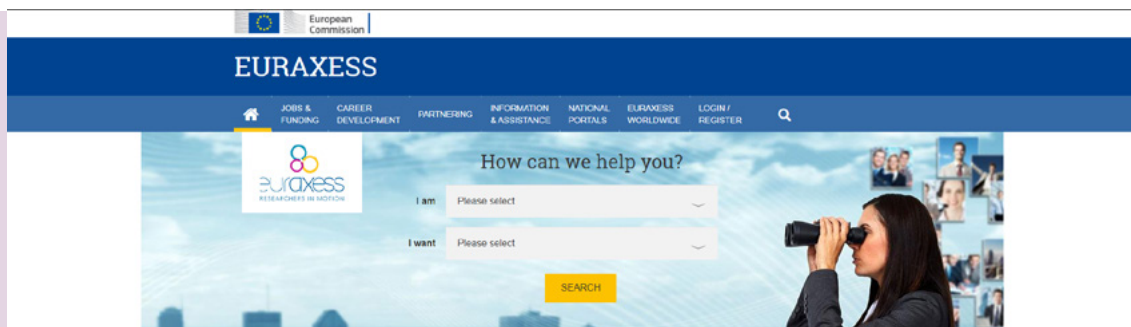 European
Commission
EURAXESS
JOBS &
FUNDING
CAREER
DEVELOPMENT
PARTNERING
INFORMATION
& ASSISTANCE
NATIONAL
PORTALS
EURAXESS
WORLDWIDE
LOGIN /
REGISTER
How can we help you?
euraxess
RESEARCHERS IN MOTION
I am
Please select
I want
Please select
SEARCH